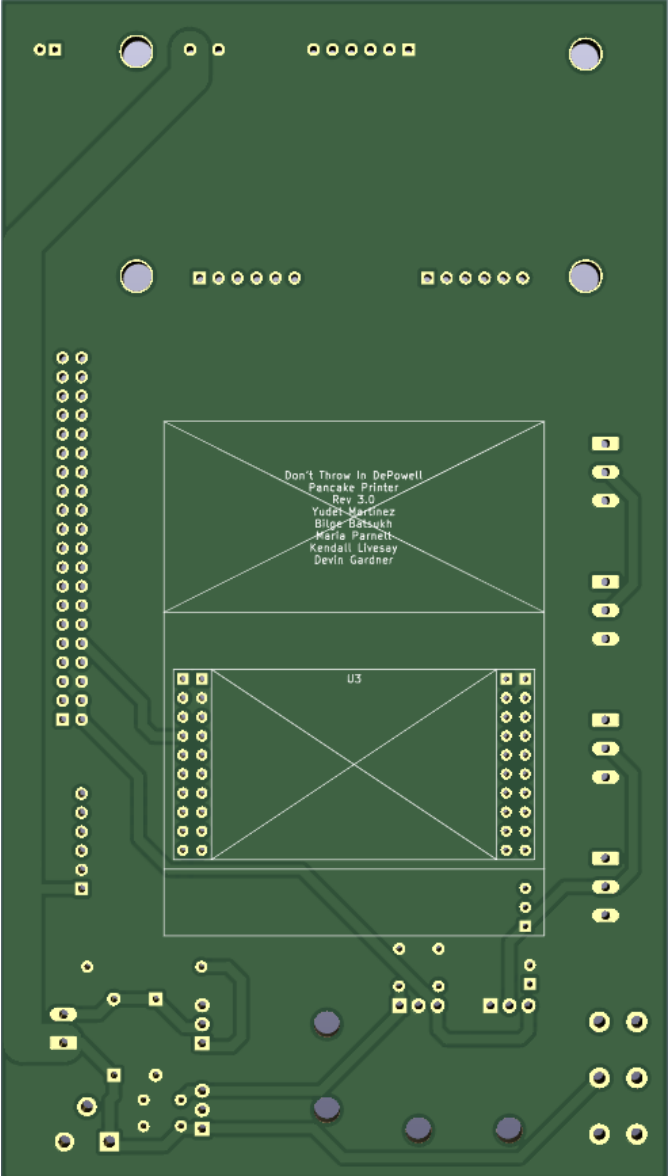 Don't Throw In DePowell
Pancake Printer
Rev 3.0
Yudel Martinez
Bilge Batsukh
Maria Parnell
Kendall Livesay
Devin Gardner
U3